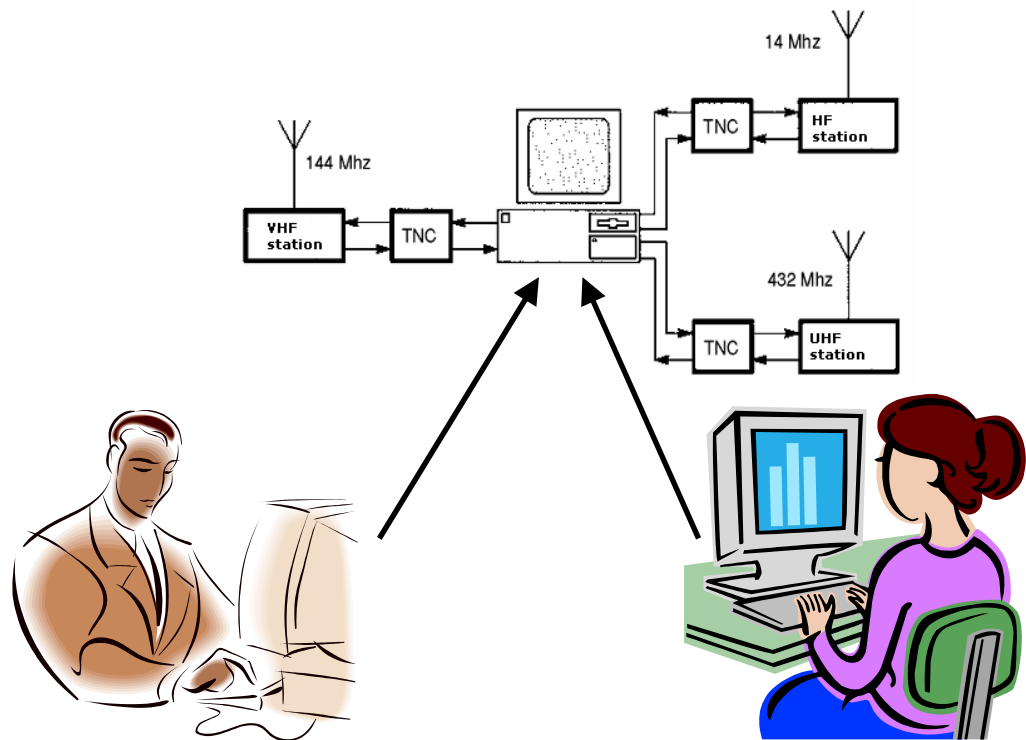 14 Mhz
TNC
HF
station
144 Mhz
VHF
station
TNC
432 Mhz
TNC
UHF
station